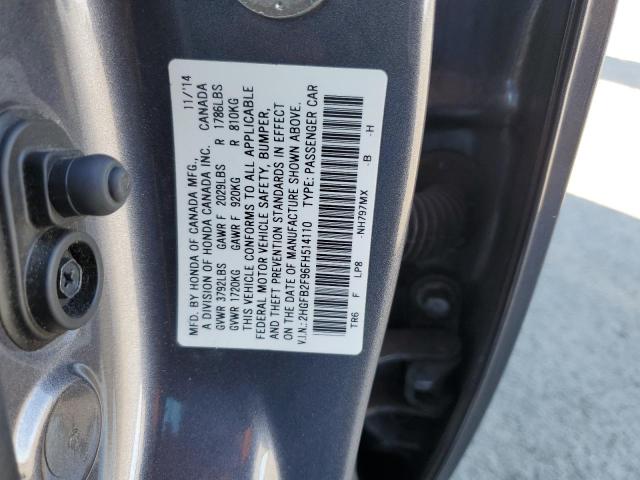 MFD. BY HONDA OF CANADA MFG., 11/'14
A DIVISION OF HONDA CANADA INC. CANADA
GVWR 3792LBS GAWR F 2029LBS R 1786LBS
GVWR 1720KG GAWR F 920KG R 810KG
THIS VEHICLE CONFORMS TO ALL APPLICABLE
FEDERAL MOTOR VEHICLE SAFETY, BUMPER,
AND THEFT PREVENTION STANDARDS IN EFFECT
ON THE DATE OF MANUFACTURE SHOWN ABOVE.
V.I.N.: 2HGFB2F96FH514110 TYPE: PASSENGER CAR
TR6 F LP8 -NH797MX -B -H